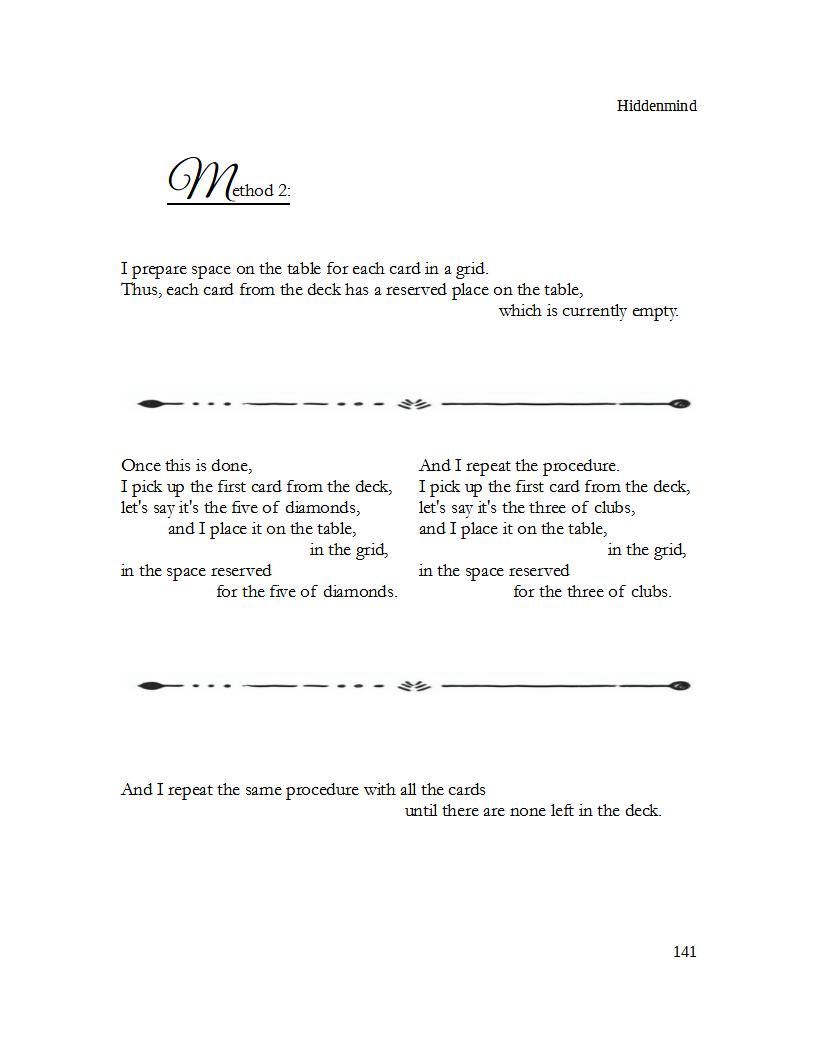 Hiddenmind
Method 2:
I prepare space on the table for each card in a grid.
Thus, each card from the deck has a reserved place on the table,
which is currently empty.
Once this is done,
I pick up the first card from the deck,
let's say it's the five of diamonds,
and I place it on the table,
in the grid,
in the space reserved
for the five of diamonds.
And I repeat the procedure.
I pick up the first card from the deck,
let's say it's the three of clubs,
and I place it on the table,
in the grid,
in the space reserved
for the three of clubs.
And I repeat the same procedure with all the cards
until there are none left in the deck.
141